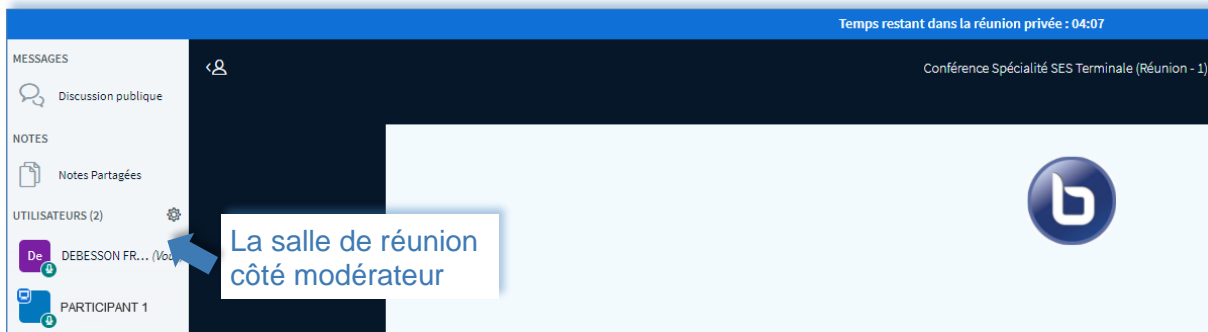 Temps restant dans la réunion privée : 04:07
MESSAGES
Discussion publique
NOTES
Notes Partagées
UTILISATEURS (2)
De DEBESSON FR...
PARTICIPANT 1
Conférence Spécialité SES Terminale (Réunion - 1)
b
La salle de réunion
côté modérateur